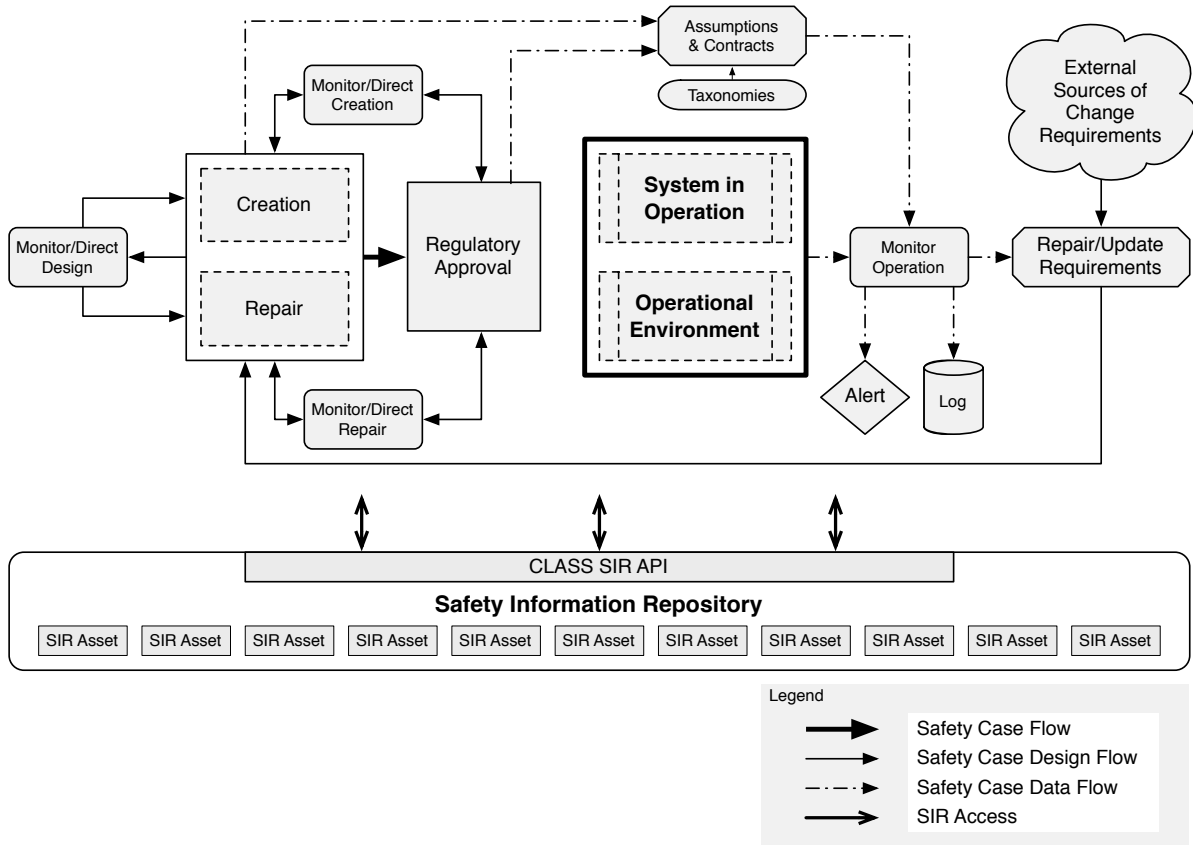 Assumptions
& Contracts
Taxonomies
Monitor/Direct
Creation
External
Sources of
Change
Requirements
Creation
Repair
Monitor/Direct
Design
Regulatory
Approval
System in
Operation
Operational
Environment
Monitor
Operation
Repair/Update
Requirements
Monitor/Direct
Repair
Alert
Log
CLASS SIR API
Safety Information Repository
SIR Asset
SIR Asset
SIR Asset
SIR Asset
SIR Asset
SIR Asset
SIR Asset
SIR Asset
SIR Asset
SIR Asset
SIR Asset
Legend
Safety Case Flow
Safety Case Design Flow
Safety Case Data Flow
SIR Access